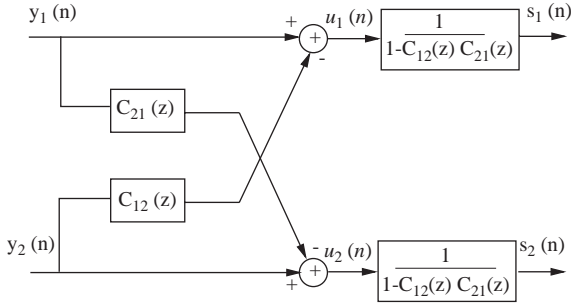 y₁ (n)
+
+
-
u₁ (n)
1
1-C₁₂(z) C₂₁(z)
s₁ (n)
C₂₁ (z)
C₁₂ (z)
y₂ (n)
-
+
+
u₂ (n)
1
1-C₁₂(z) C₂₁(z)
s₂ (n)